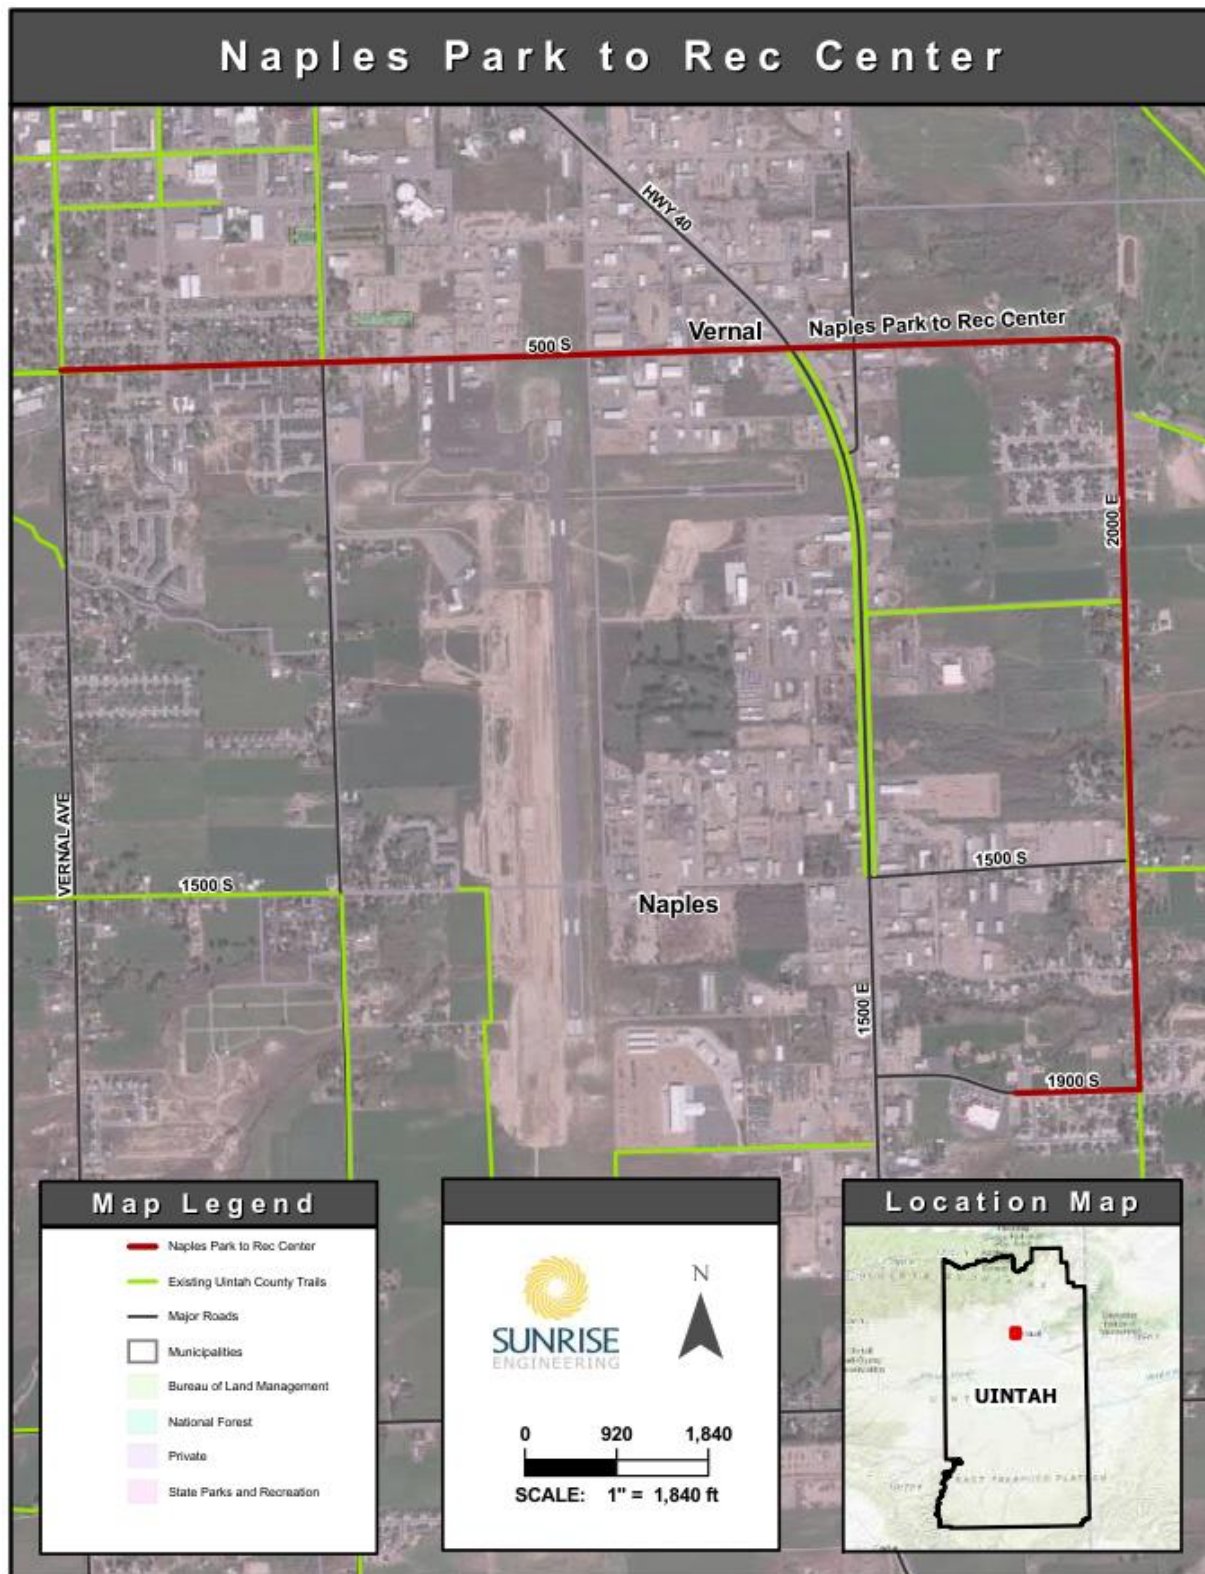 Naples Park to Rec Center
HWY 40
Vernal
Naples Park to Rec Center
500 S
2000 E
VERNAL AVE
1500 S
1500 S
Naples
1500 E
1900 S
Map Legend
Naples Park to Rec Center
Existing Uintah County Trails
Major Roads
Municipalities
Bureau of Land Management
National Forest
Private
State Parks and Recreation
SUNRISE
ENGINEERING
N
0 920 1,840
SCALE: 1" = 1,840 ft
Location Map
UINTAH